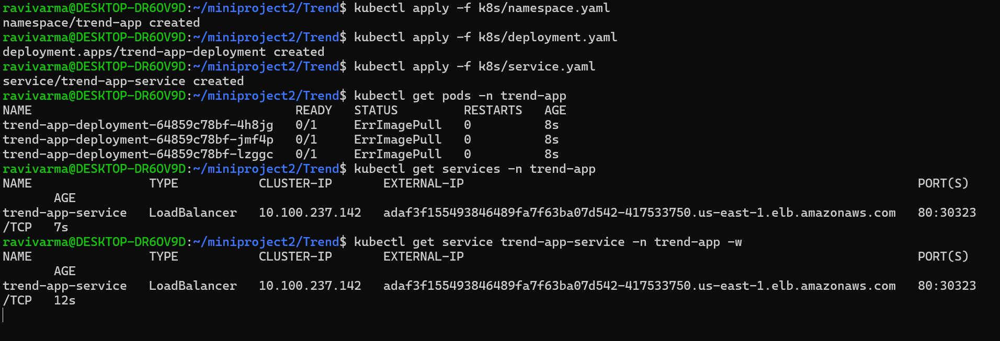 ravivarma@DESKTOP-DR6OV9D:~/miniproject2/Trend$ kubectl apply -f k8s/namespace.yaml
namespace/trend-app created
ravivarma@DESKTOP-DR6OV9D:~/miniproject2/Trend$ kubectl apply -f k8s/deployment.yaml
deployment.apps/trend-app-deployment created
ravivarma@DESKTOP-DR6OV9D:~/miniproject2/Trend$ kubectl apply -f k8s/service.yaml
service/trend-app-service created
ravivarma@DESKTOP-DR6OV9D:~/miniproject2/Trend$ kubectl get pods -n trend-app
NAME                                    READY   STATUS         RESTARTS   AGE
trend-app-deployment-64859c78bf-4h8jg   0/1     ErrImagePull   0          8s
trend-app-deployment-64859c78bf-jmf4p   0/1     ErrImagePull   0          8s
trend-app-deployment-64859c78bf-lzggc   0/1     ErrImagePull   0          8s
ravivarma@DESKTOP-DR6OV9D:~/miniproject2/Trend$ kubectl get services -n trend-app
NAME                TYPE           CLUSTER-IP       EXTERNAL-IP                                                              PORT(S)
       AGE
trend-app-service   LoadBalancer   10.100.237.142   adaf3f155493846489fa7f63ba07d542-417533750.us-east-1.elb.amazonaws.com   80:30323
/TCP   7s
ravivarma@DESKTOP-DR6OV9D:~/miniproject2/Trend$ kubectl get service trend-app-service -n trend-app -w
NAME                TYPE           CLUSTER-IP       EXTERNAL-IP                                                              PORT(S)
       AGE
trend-app-service   LoadBalancer   10.100.237.142   adaf3f155493846489fa7f63ba07d542-417533750.us-east-1.elb.amazonaws.com   80:30323
/TCP   12s